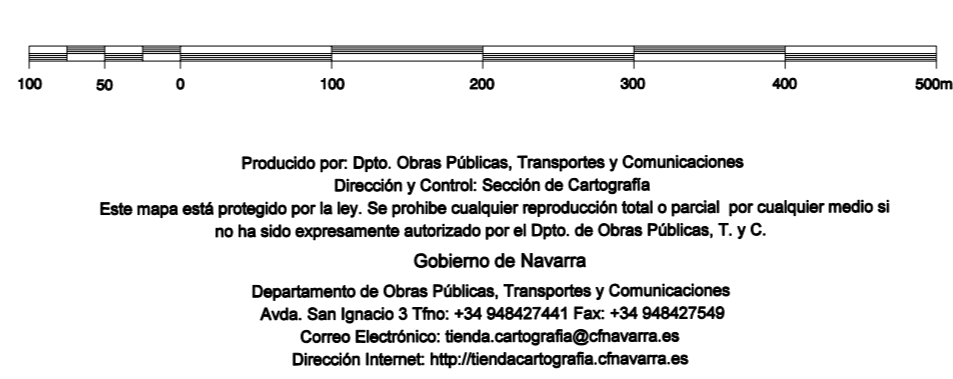 100 50 0 100 200 300 400 500m
Producido por: Dpto. Obras Públicas, Transportes y Comunicaciones
Dirección y Control: Sección de Cartografía
Este mapa está protegido por la ley. Se prohibe cualquier reproducción total o parcial por cualquier medio si
no ha sido expresamente autorizado por el Dpto. de Obras Públicas, T. y C.
Gobierno de Navarra
Departamento de Obras Públicas, Transportes y Comunicaciones
Avda. San Ignacio 3 Tfno: +34 948427441 Fax: +34 948427549
Correo Electrónico: tienda.cartografia@cfnavarra.es
Dirección Internet: http://tiendacartografia.cfnavarra.es